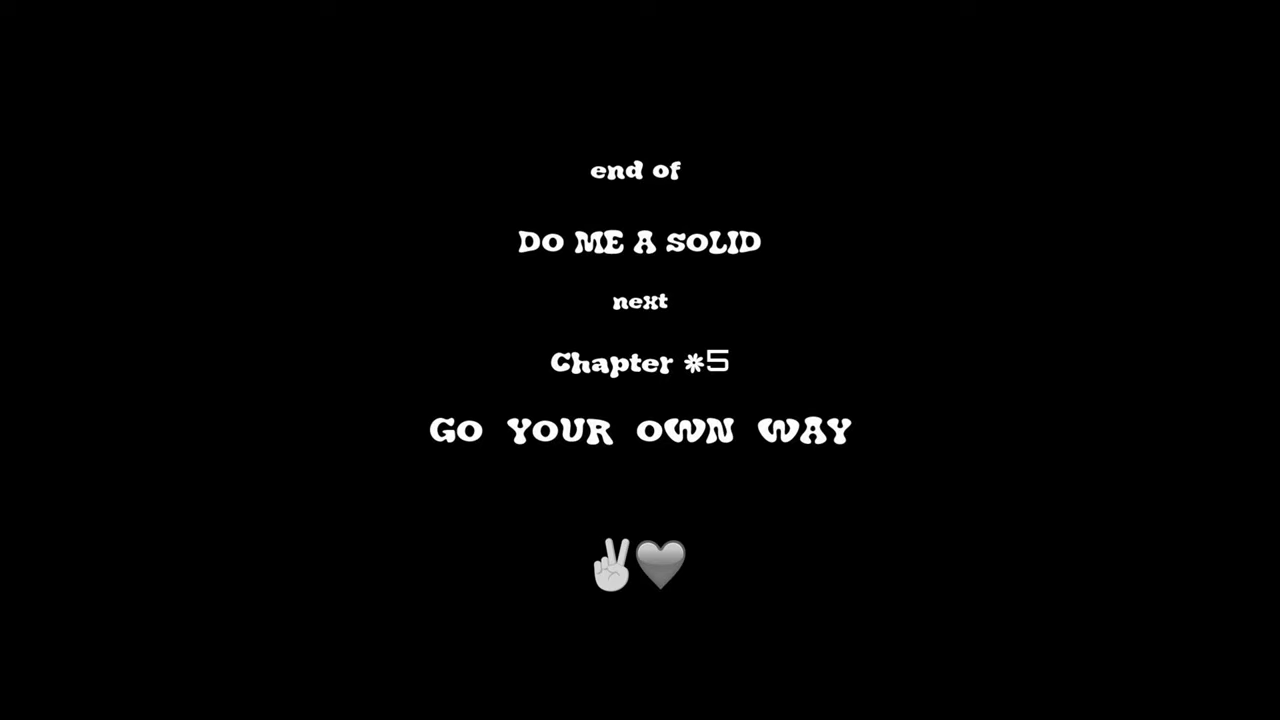 end of
DO ME A SOLID
next
Chapter *5
GO YOUR OWN WAY
✌️🩶